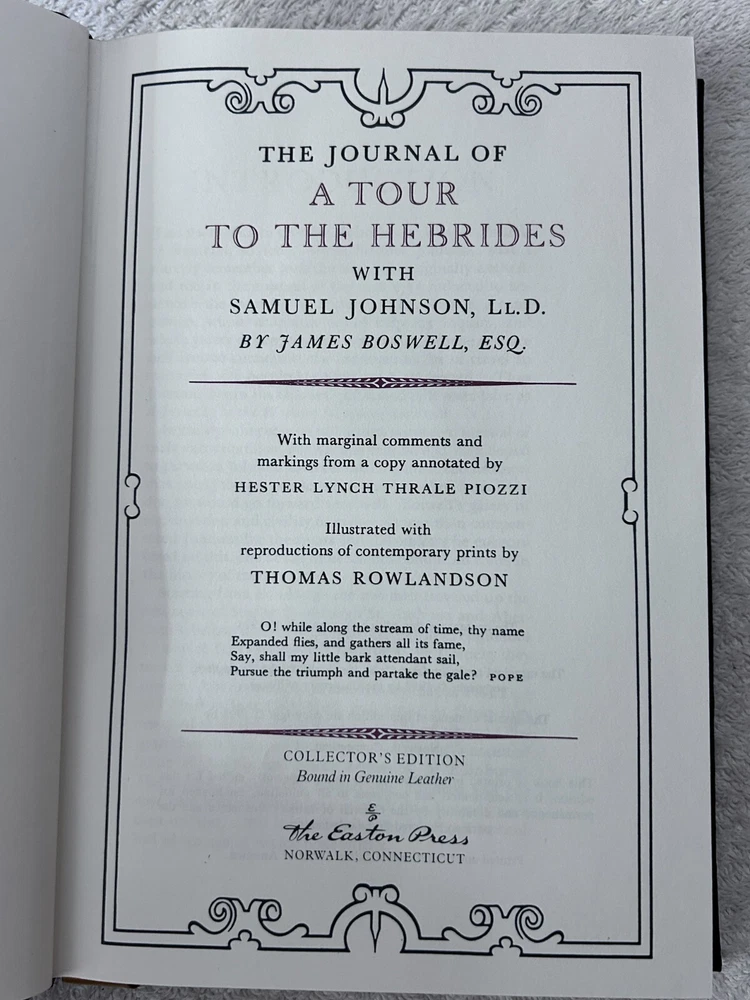 THE JOURNAL OF
A TOUR
TO THE HEBRIDES
WITH
SAMUEL JOHNSON, LL.D.
BY JAMES BOSWELL, ESQ.
With marginal comments and
markings from a copy annotated by
HESTER LYNCH THRALE PIOZZI
Illustrated with
reproductions of contemporary prints by
THOMAS ROWLANDSON
O! while along the stream of time, thy name
Expanded flies, and gathers all its fame,
Say, shall my little bark attendant sail,
Pursue the triumph and partake the gale? POPE
COLLECTOR'S EDITION
Bound in Genuine Leather
The Easton Press
NORWALK, CONNECTICUT